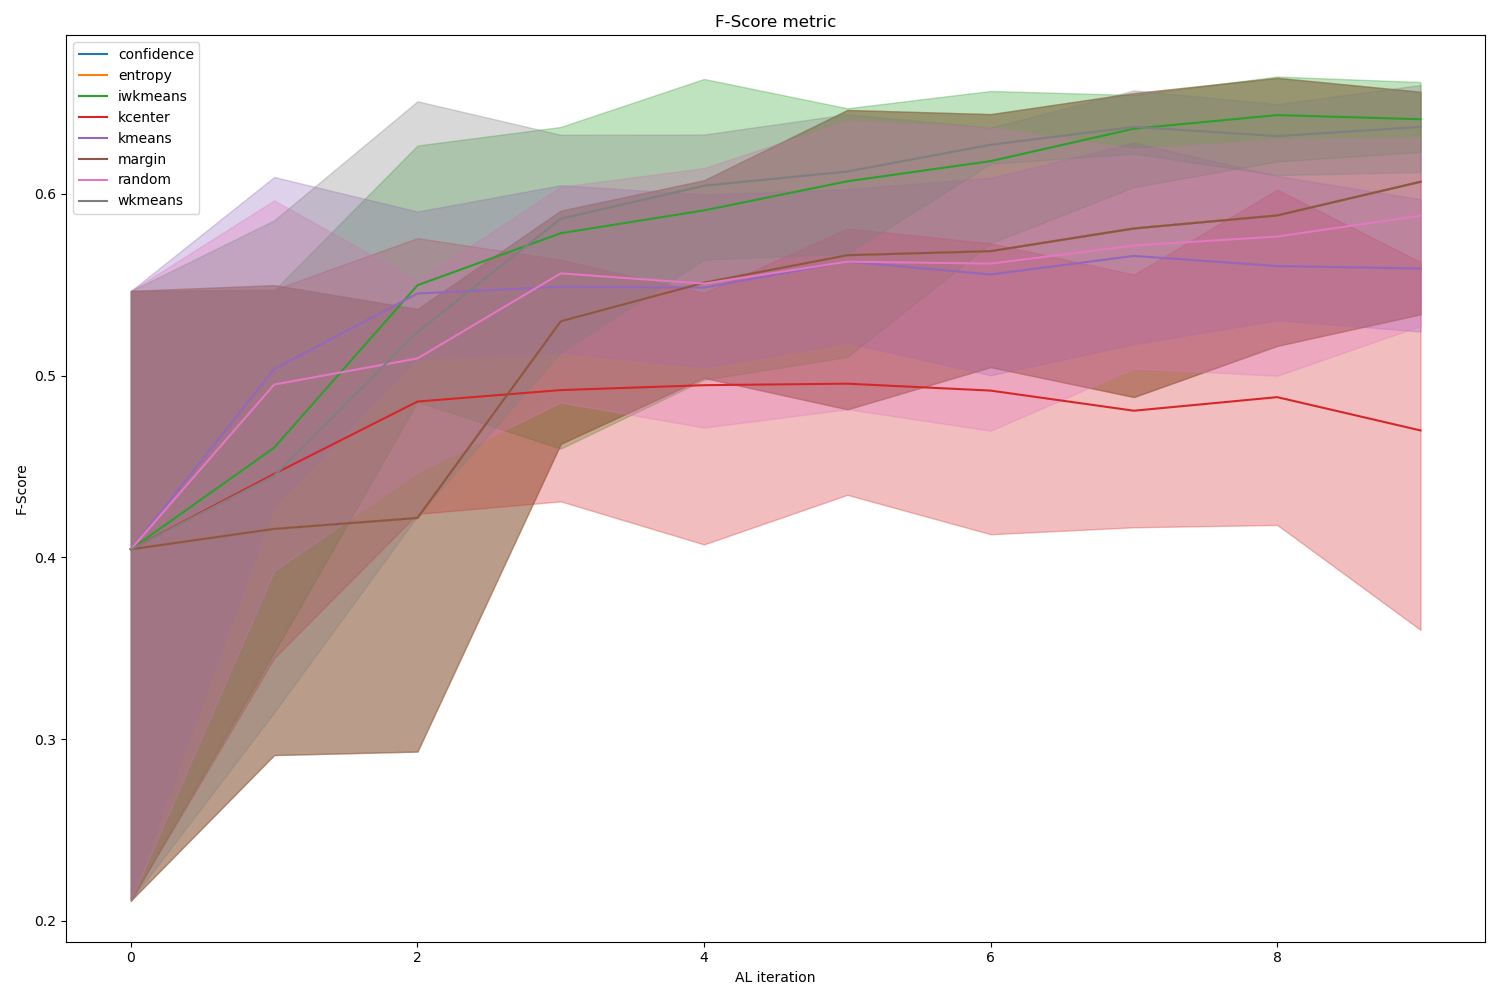 F-Score metric
confidence
entropy
iwkmeans
kcenter
kmeans
margin
random
wkmeans
0.6
0.5
0.4
0.3
0.2
F-Score
0 2 4 6 8
AL iteration